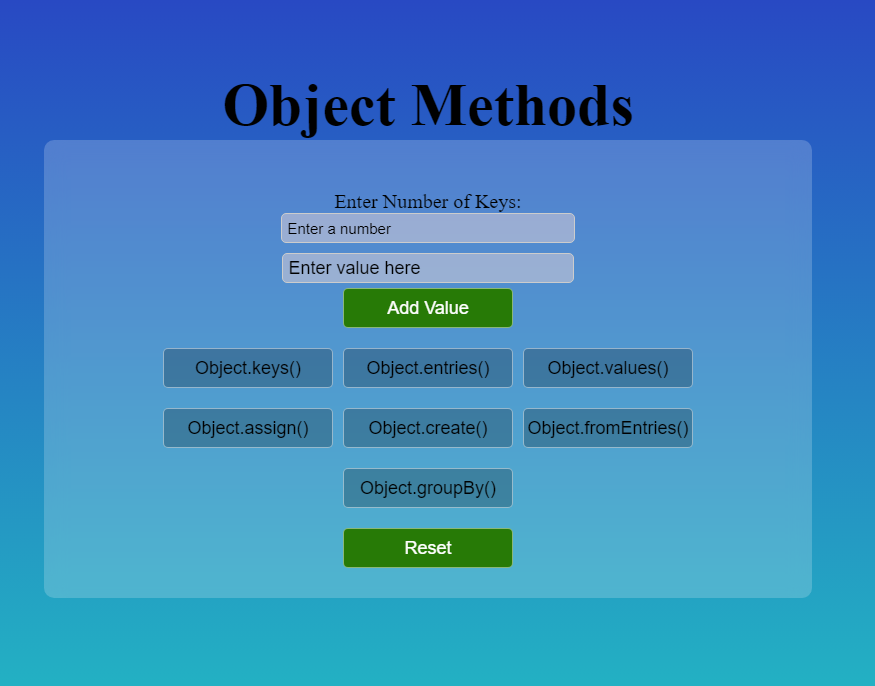 Object Methods
Enter Number of Keys:
Enter a number
Enter value here
Add Value
Object.keys() Object.entries() Object.values()
Object.assign() Object.create() Object.fromEntries()
Object.groupBy()
Reset